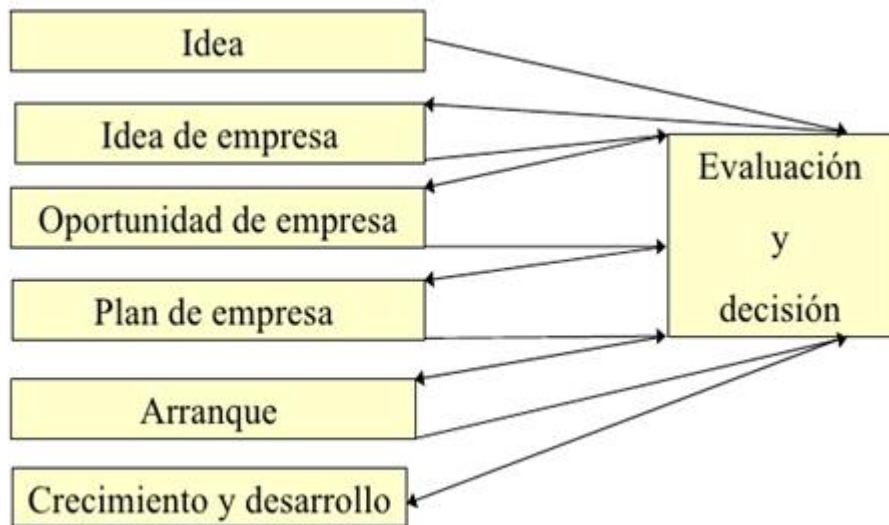 Idea
Idea de empresa
Oportunidad de empresa
Plan de empresa
Arranque
Crecimiento y desarrollo
Evaluación
y
decisión